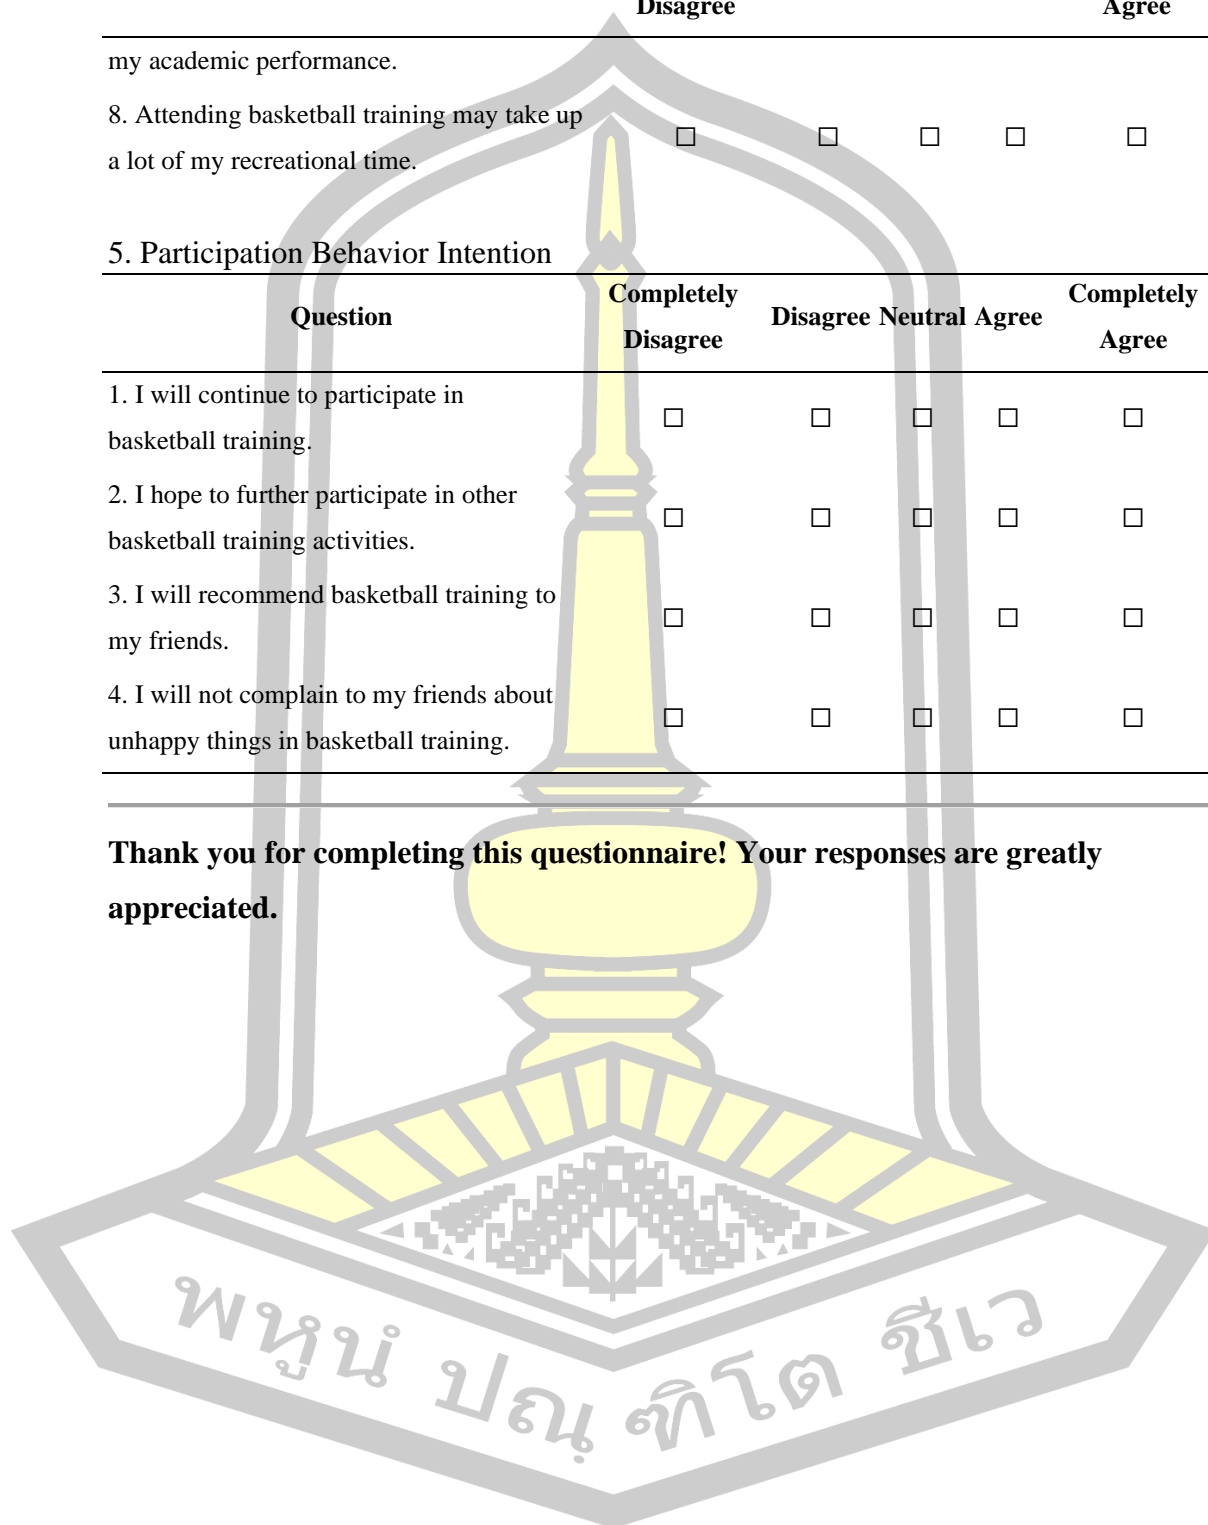 Disagree Agree
my academic performance.
8. Attending basketball training may take up
a lot of my recreational time.
☐ ☐ ☐ ☐ ☐
5. Participation Behavior Intention
Question Completely Disagree Disagree Neutral Agree Completely Agree
1. I will continue to participate in
basketball training.
☐ ☐ ☐ ☐ ☐
2. I hope to further participate in other
basketball training activities.
☐ ☐ ☐ ☐ ☐
3. I will recommend basketball training to
my friends.
☐ ☐ ☐ ☐ ☐
4. I will not complain to my friends about
unhappy things in basketball training.
☐ ☐ ☐ ☐ ☐
Thank you for completing this questionnaire! Your responses are greatly
appreciated.
พหูนํ ปณฺฑิโต ชีเว